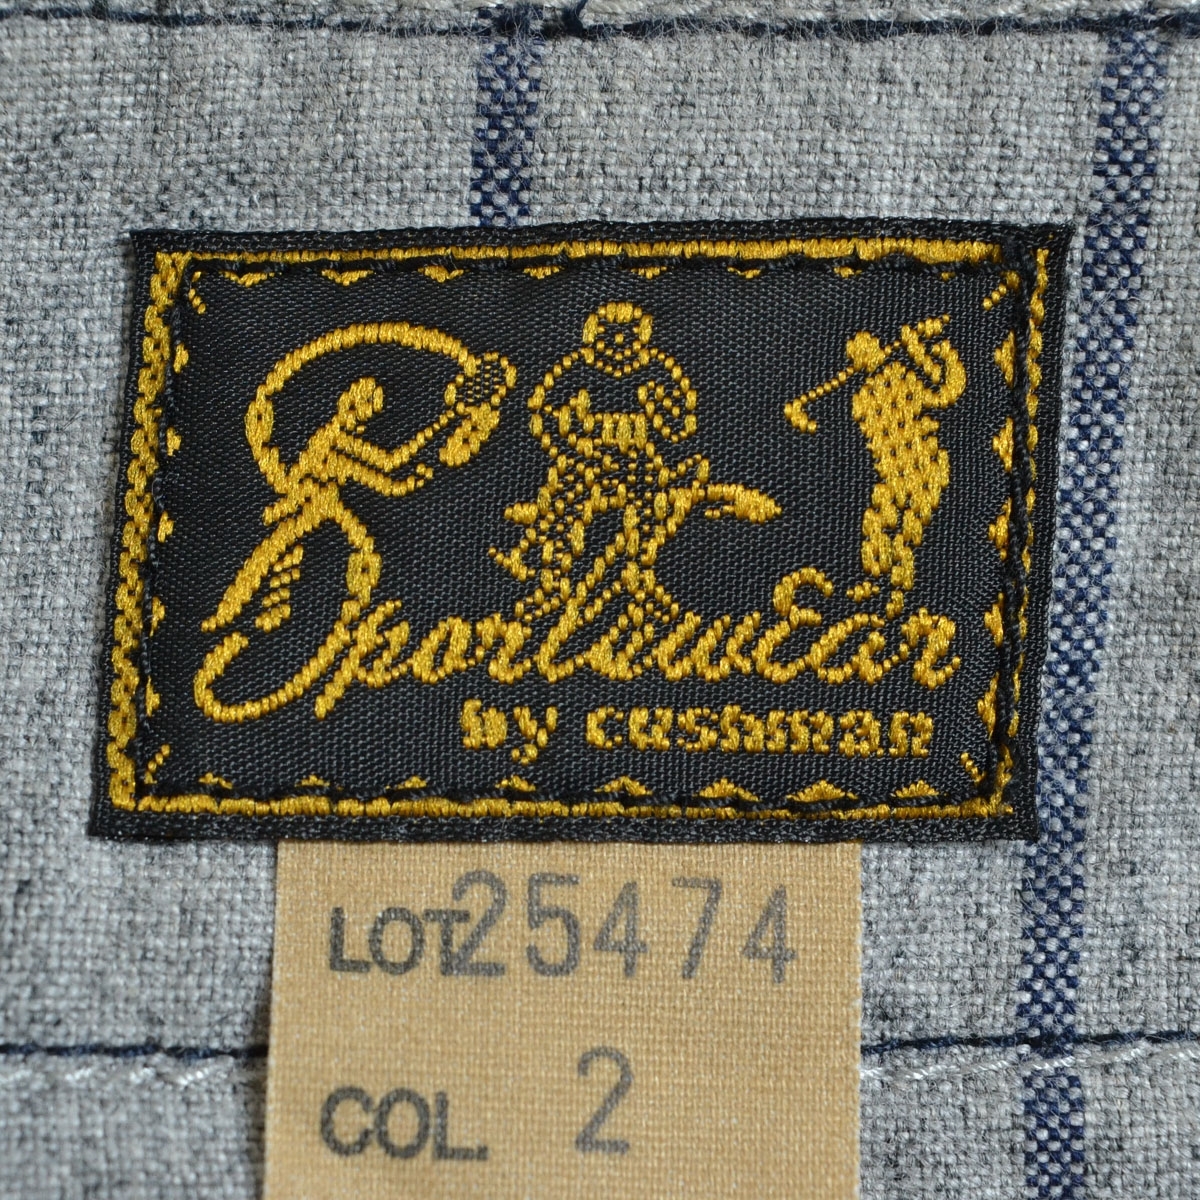 SportswEar
by cushman
LOT. 25474
COL. 2